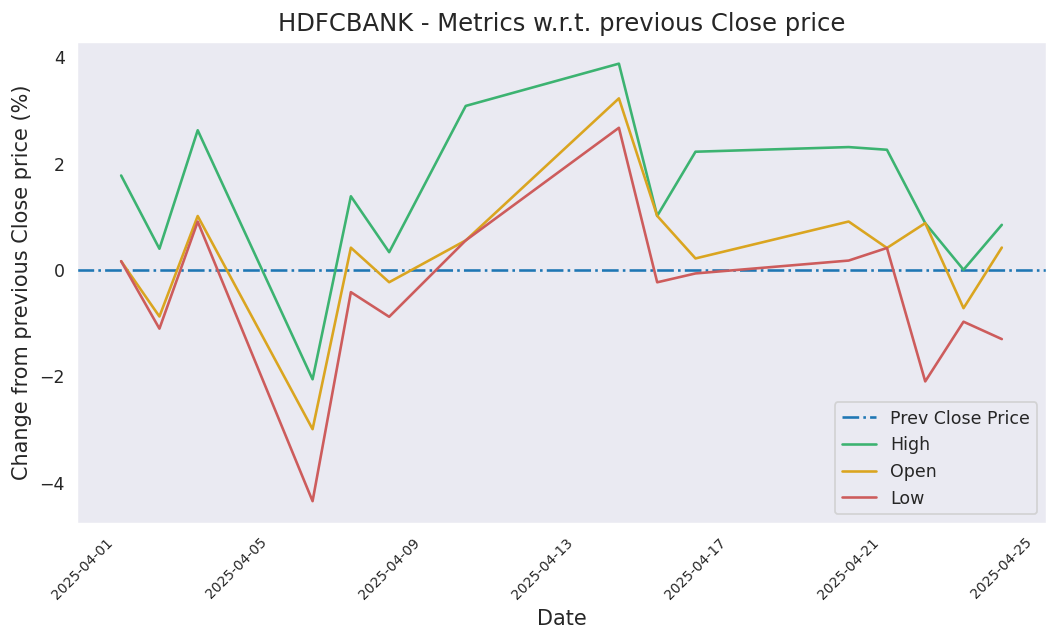 HDFCBANK - Metrics w.r.t. previous Close price
Change from previous Close price (%)
4
2
0
−2
−4
Prev Close Price
High
Open
Low
2025-04-01
2025-04-05
2025-04-09
2025-04-13
2025-04-17
2025-04-21
2025-04-25
Date